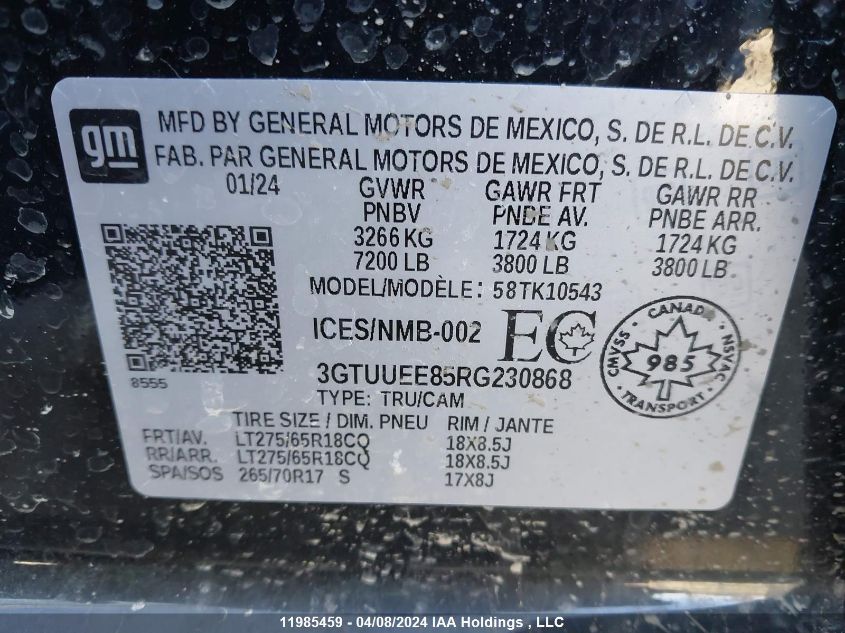 gm
MFD BY GENERAL MOTORS DE MEXICO, S. DE R.L. DE C.V.
FAB. PAR GENERAL MOTORS DE MEXICO, S. DE R.L. DE C.V.
01/24 GVWR GAWR FRT GAWR RR
PNBV PNBE AV. PNBE ARR.
3266 KG 1724 KG 1724 KG
7200 LB 3800 LB 3800 LB
MODEL/MODÈLE: 58TK10543
ICES/NMB-002 EC
CANADA
CMVSS 985 NSVAC
TRANSPORT
8555
3GTUUEE85RG230868
TYPE: TRU/CAM
TIRE SIZE / DIM. PNEU RIM / JANTE
FRT/AV. LT275/65R18CQ 18X8.5J
RR/ARR. LT275/65R18CQ 18X8.5J
SPA/SOS 265/70R17 S 17X8J
11985459 - 04/08/2024 IAA Holdings , LLC